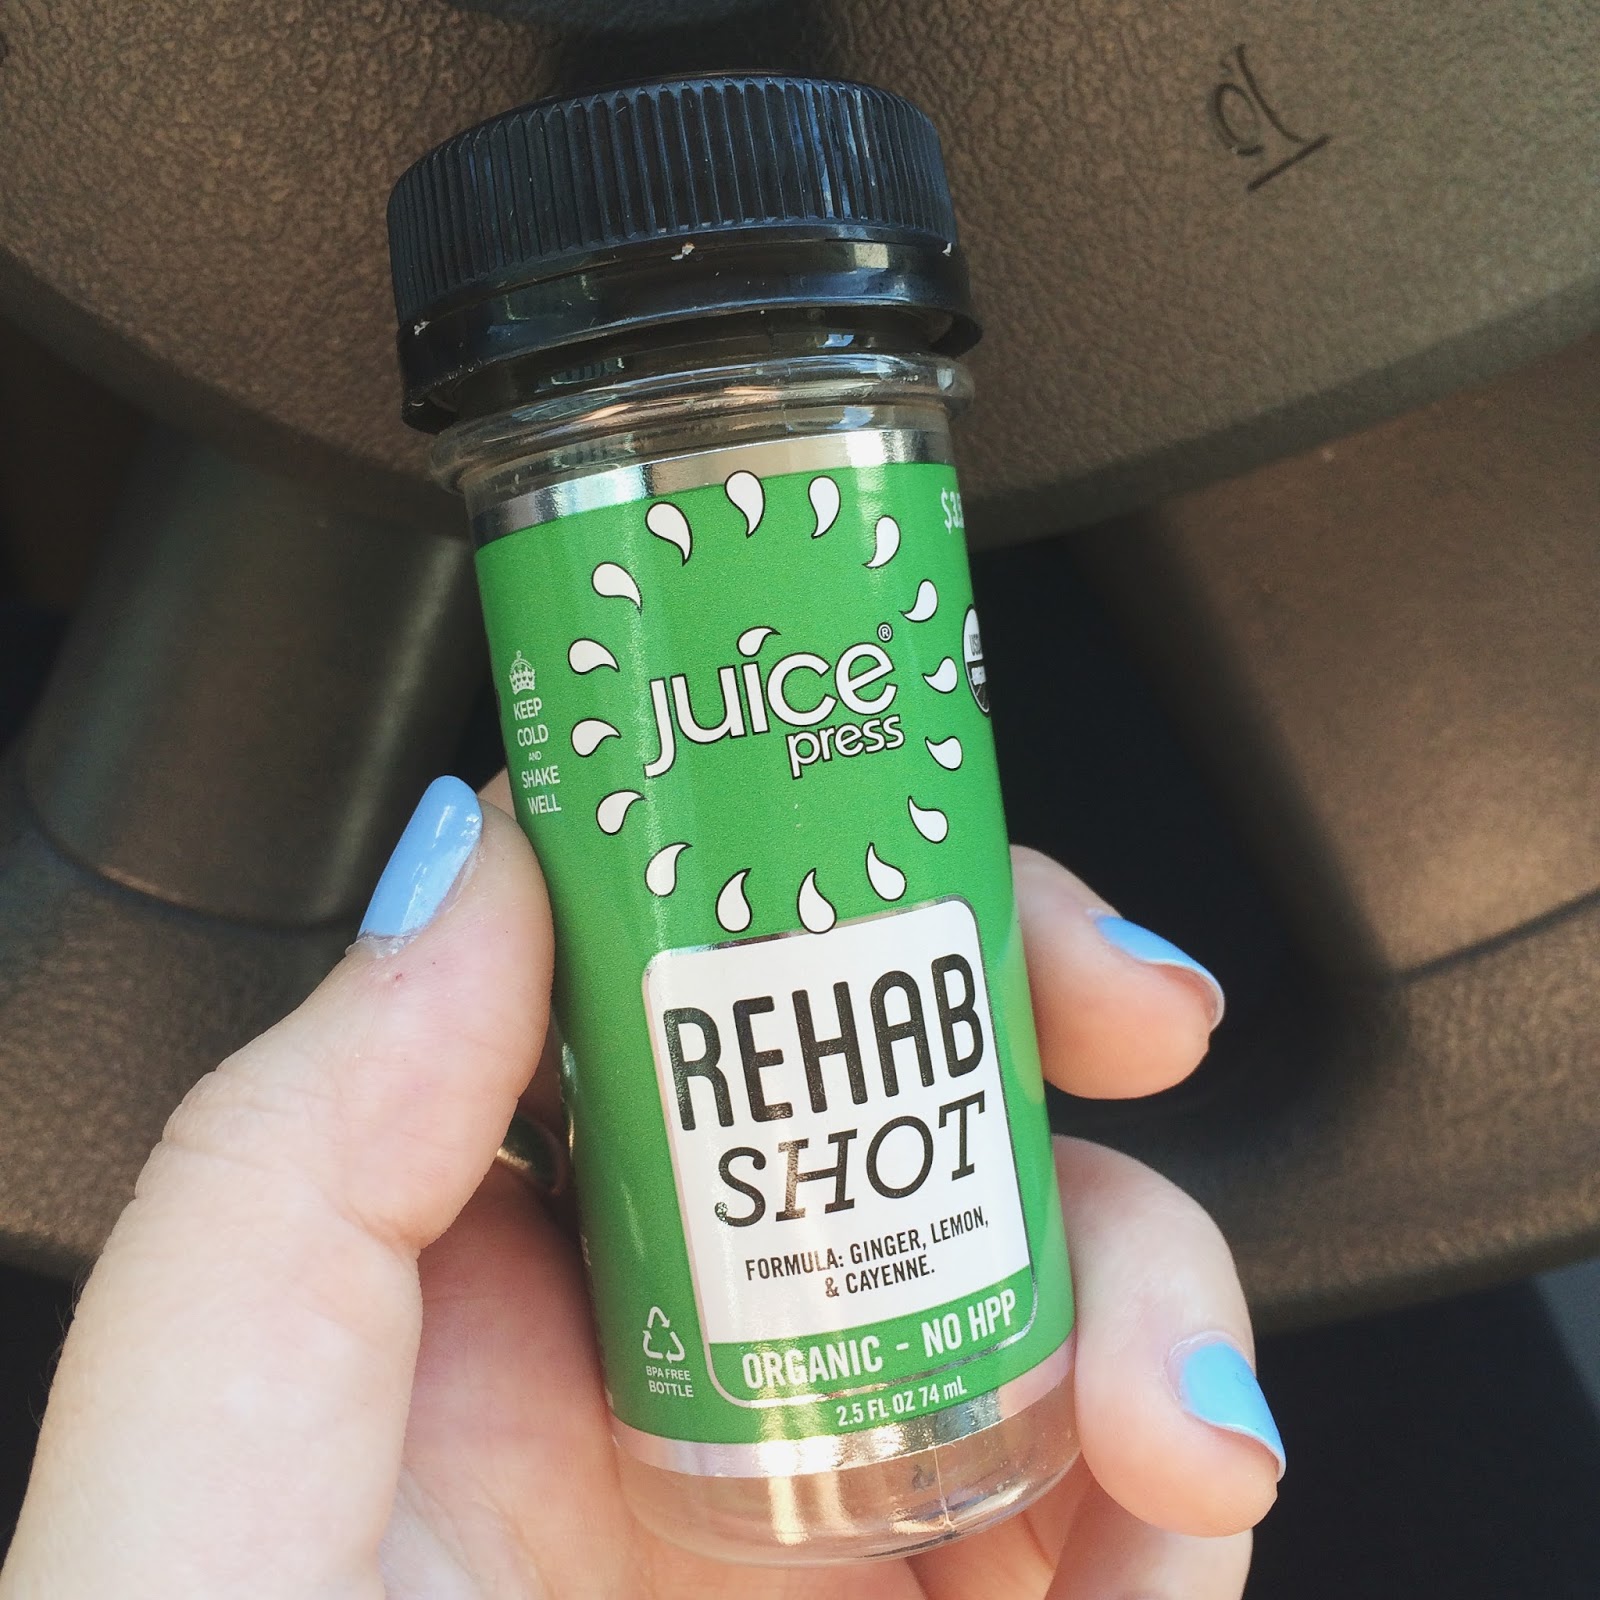 juice®
press
KEEP
COLD
AND
SHAKE
WELL
REHAB
SHOT
FORMULA: GINGER, LEMON,
& CAYENNE.
ORGANIC - NO HPP
2.5 FL OZ 74 mL
BPA FREE
BOTTLE